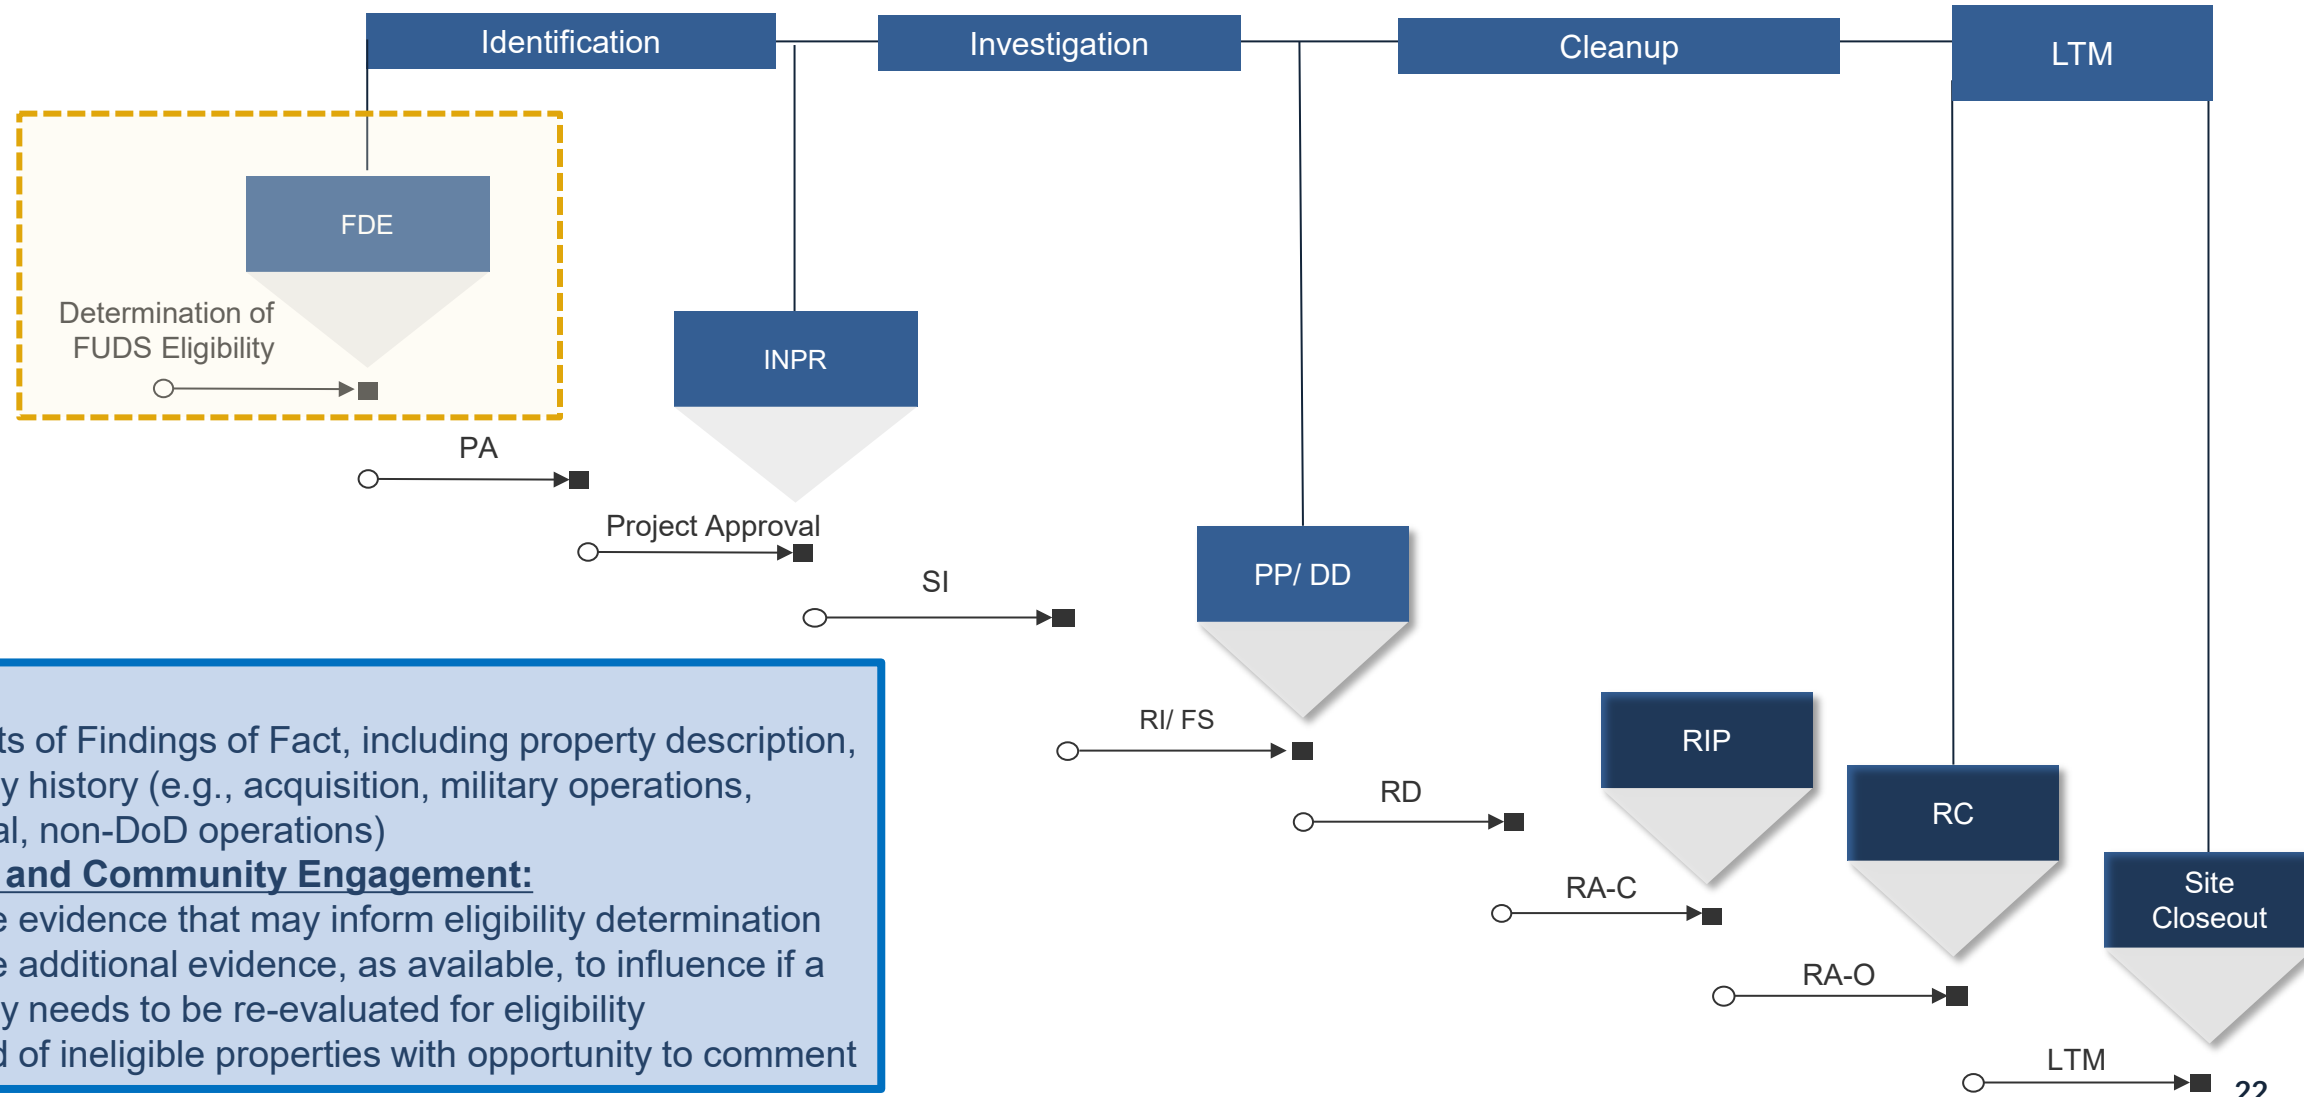 Identification
Investigation
Cleanup
LTM
FDE
Determination of
FUDS Eligibility
INPR
PA
Project Approval
SI
PP/ DD
RI/ FS
RIP
RD
RC
RA-C
Site
Closeout
RA-O
LTM
of Findings of Fact, including property description,
history (e.g., acquisition, military operations,
non-DoD operations)
and Community Engagement:
evidence that may inform eligibility determination
additional evidence, as available, to influence if a
needs to be re-evaluated for eligibility
of ineligible properties with opportunity to comment
22